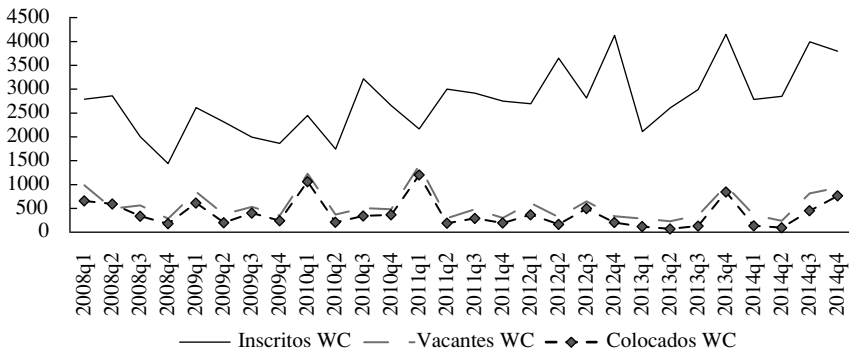 4500
4000
3500
3000
2500
2000
1500
1000
500
0
2008q1
2008q2
2008q3
2008q4
2009q1
2009q2
2009q3
2009q4
2010q1
2010q2
2010q3
2010q4
2011q1
2011q2
2011q3
2011q4
2012q1
2012q2
2012q3
2012q4
2013q1
2013q2
2013q3
2013q4
2014q1
2014q2
2014q3
2014q4
Inscritos WC Vacantes WC Colocados WC